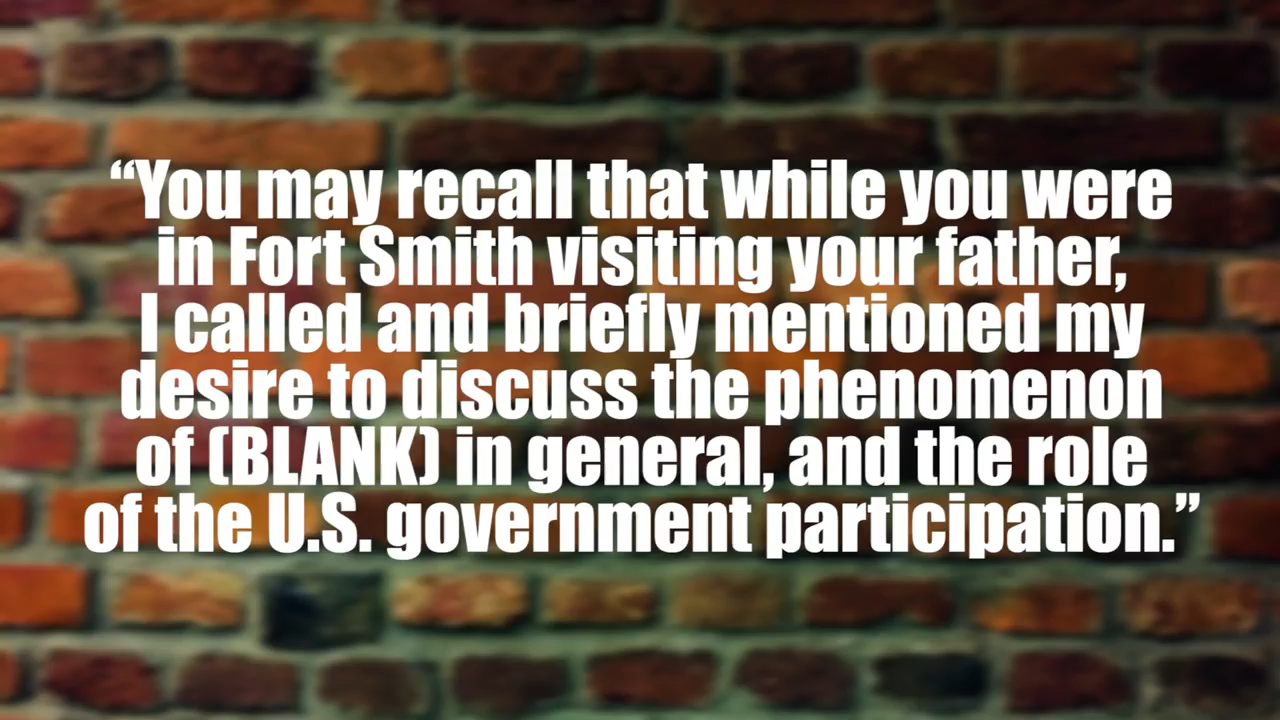 “You may recall that while you were
in Fort Smith visiting your father,
I called and briefly mentioned my
desire to discuss the phenomenon
of (BLANK) in general, and the role
of the U.S. government participation.”